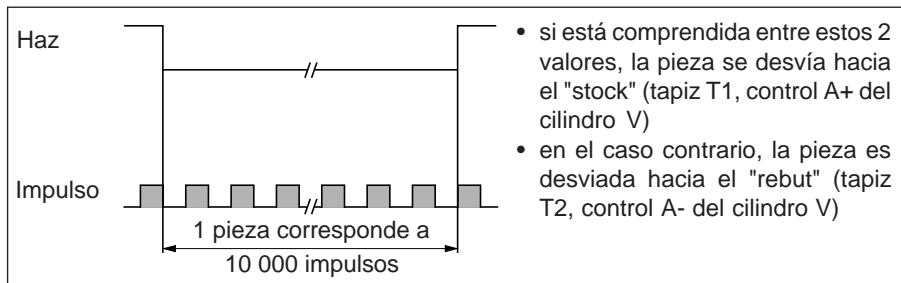 Haz
Impulso
1 pieza corresponde a
10 000 impulsos
• si está comprendida entre estos 2
valores, la pieza se desvía hacia
el "stock" (tapiz T1, control A+ del
cilindro V)
• en el caso contrario, la pieza es
desviada hacia el "rebut" (tapiz
T2, control A- del cilindro V)